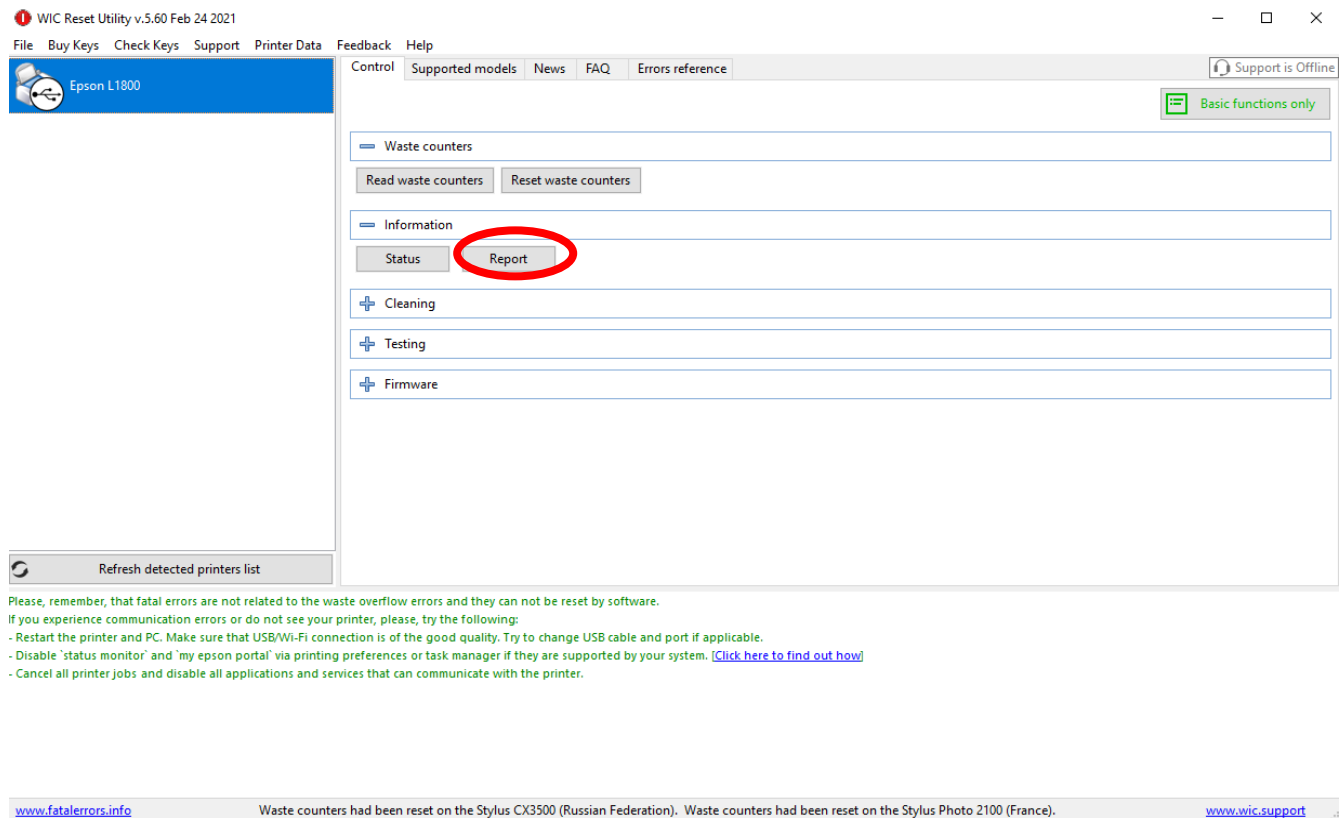 WIC Reset Utility v.5.60 Feb 24 2021
File Buy Keys Check Keys Support Printer Data Feedback Help
Epson L1800
Control Supported models News FAQ Errors reference
Support is Offline
Basic functions only
Waste counters
Read waste counters Reset waste counters
Information
Status Report
Cleaning
Testing
Firmware
Refresh detected printers list
Please, remember, that fatal errors are not related to the waste overflow errors and they can not be reset by software.
If you experience communication errors or do not see your printer, please, try the following:
- Restart the printer and PC. Make sure that USB/Wi-Fi connection is of the good quality. Try to change USB cable and port if applicable.
- Disable `status monitor` and `my epson portal` via printing preferences or task manager if they are supported by your system. [Click here to find out how]
- Cancel all printer jobs and disable all applications and services that can communicate with the printer.
www.fatalerrors.info Waste counters had been reset on the Stylus CX3500 (Russian Federation). Waste counters had been reset on the Stylus Photo 2100 (France). www.wic.support